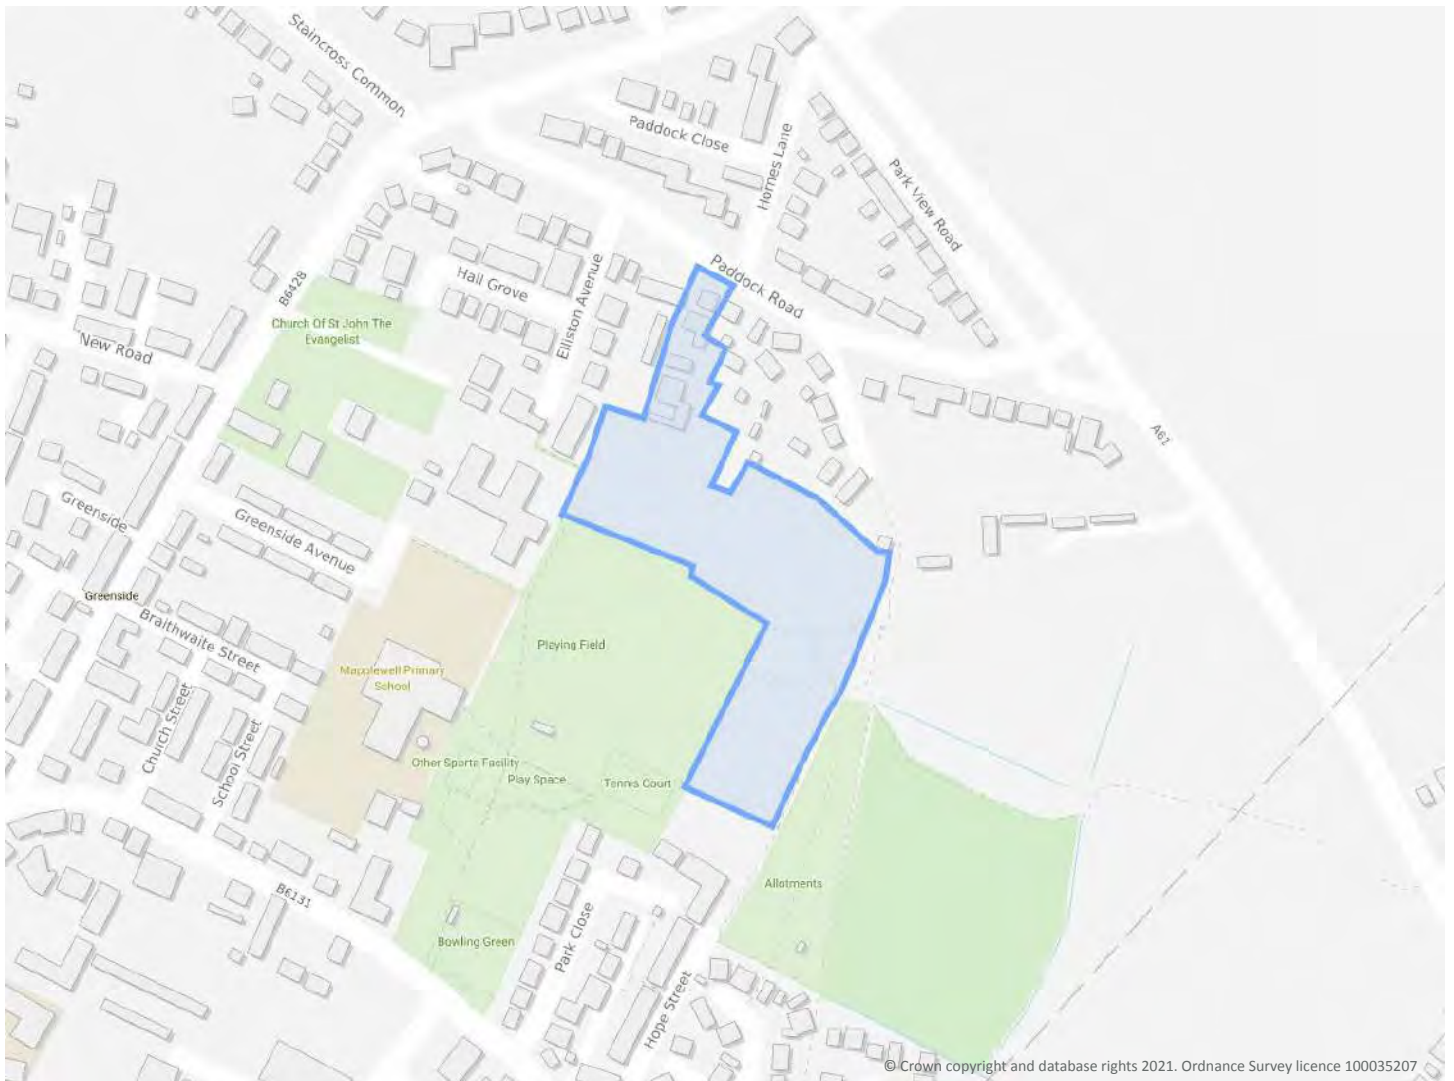 Staincross Common
Paddock Close
Hornes Lane
Park View Road
Paddock Road
Hall Grove
Elliston Avenue
B6428
Church Of St John The
Evangelist
New Road
A61
Greenside
Greenside Avenue
Greenside
Braithwaite Street
Playing Field
Mapplewell Primary
School
Church Street
School Street
Other Sports Facility
Play Space
Tennis Court
Allotments
B6131
Bowling Green
Park Close
Hope Street
© Crown copyright and database rights 2021. Ordnance Survey licence 100035207